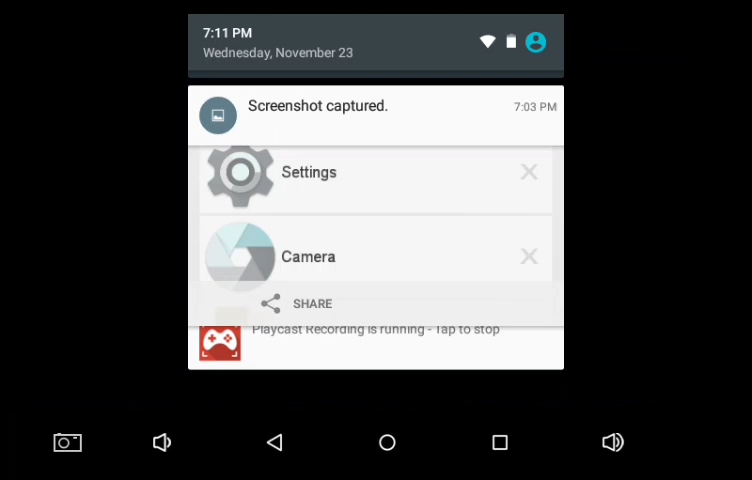 7:11 PM
Wednesday, November 23
Screenshot captured.
7:03 PM
Settings
Camera
SHARE
Playcast Recording is running - Tap to stop